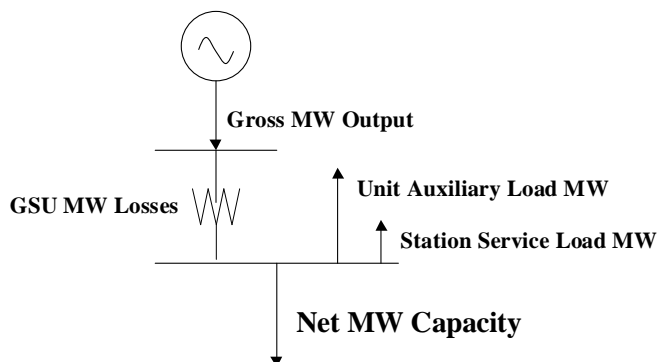 Gross MW Output
Unit Auxiliary Load MW
GSU MW Losses
Station Service Load MW
Net MW Capacity